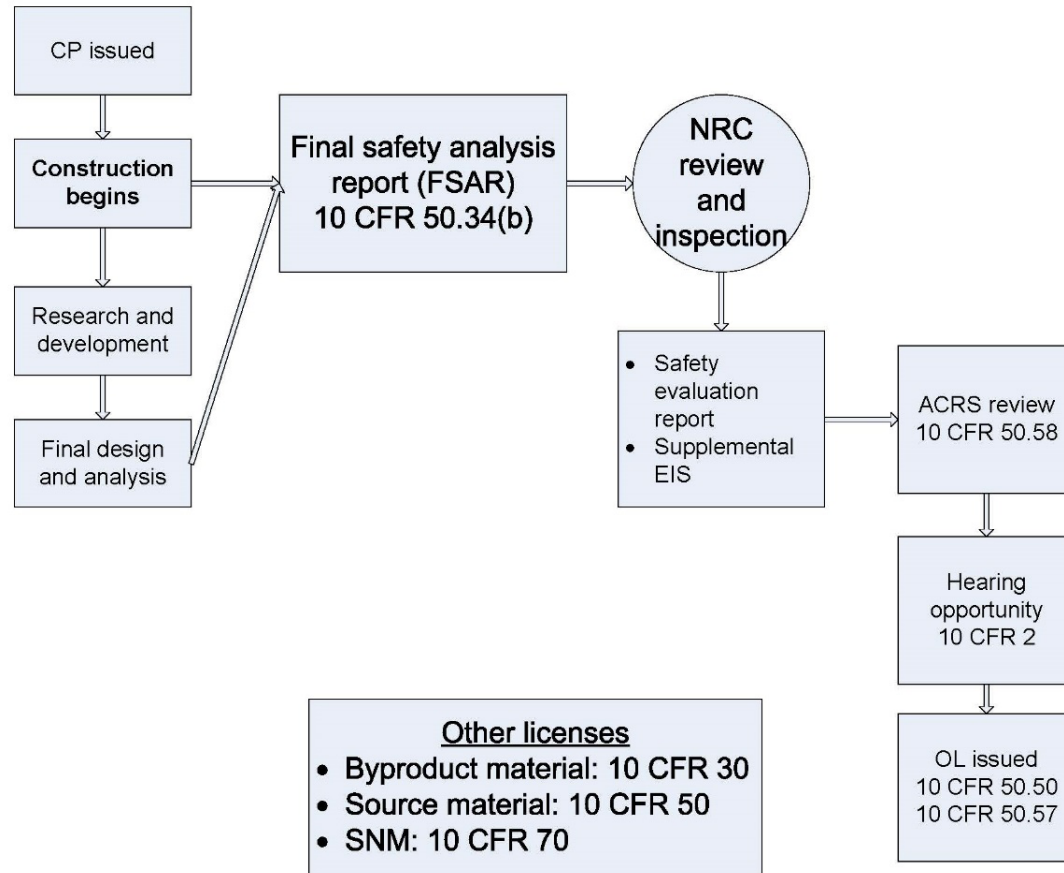 CP issued
Construction
begins
Research and
development
Final design
and analysis
Final safety analysis
report (FSAR)
10 CFR 50.34(b)
NRC
review
and
inspection
• Safety
evaluation
report
• Supplemental
EIS
ACRS review
10 CFR 50.58
Hearing
opportunity
10 CFR 2
OL issued
10 CFR 50.50
10 CFR 50.57
Other licenses
• Byproduct material: 10 CFR 30
• Source material: 10 CFR 50
• SNM: 10 CFR 70